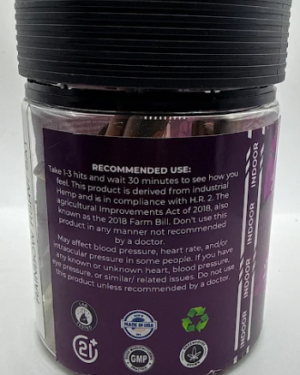 RECOMMENDED USE:
Take 1-3 hits and wait 30 minutes to see how you
feel. This product is derived from industrial
Hemp and is in compliance with H.R. 2. The
agricultural Improvements Act of 2018, also
known as the 2018 Farm Bill. Don't use this
product in any manner not recommended
by a doctor.
May affect blood pressure, heart rate, and/or
intraocular pressure in some people. If you have
any known or unknown heart, blood pressure,
eye pressure, or similar/ related issues. Do not use
this product unless recommended by a doctor.
INDOOR
INDOOR
INDOOR
INDOOR
LAB
MADE IN USA
21+
GMP